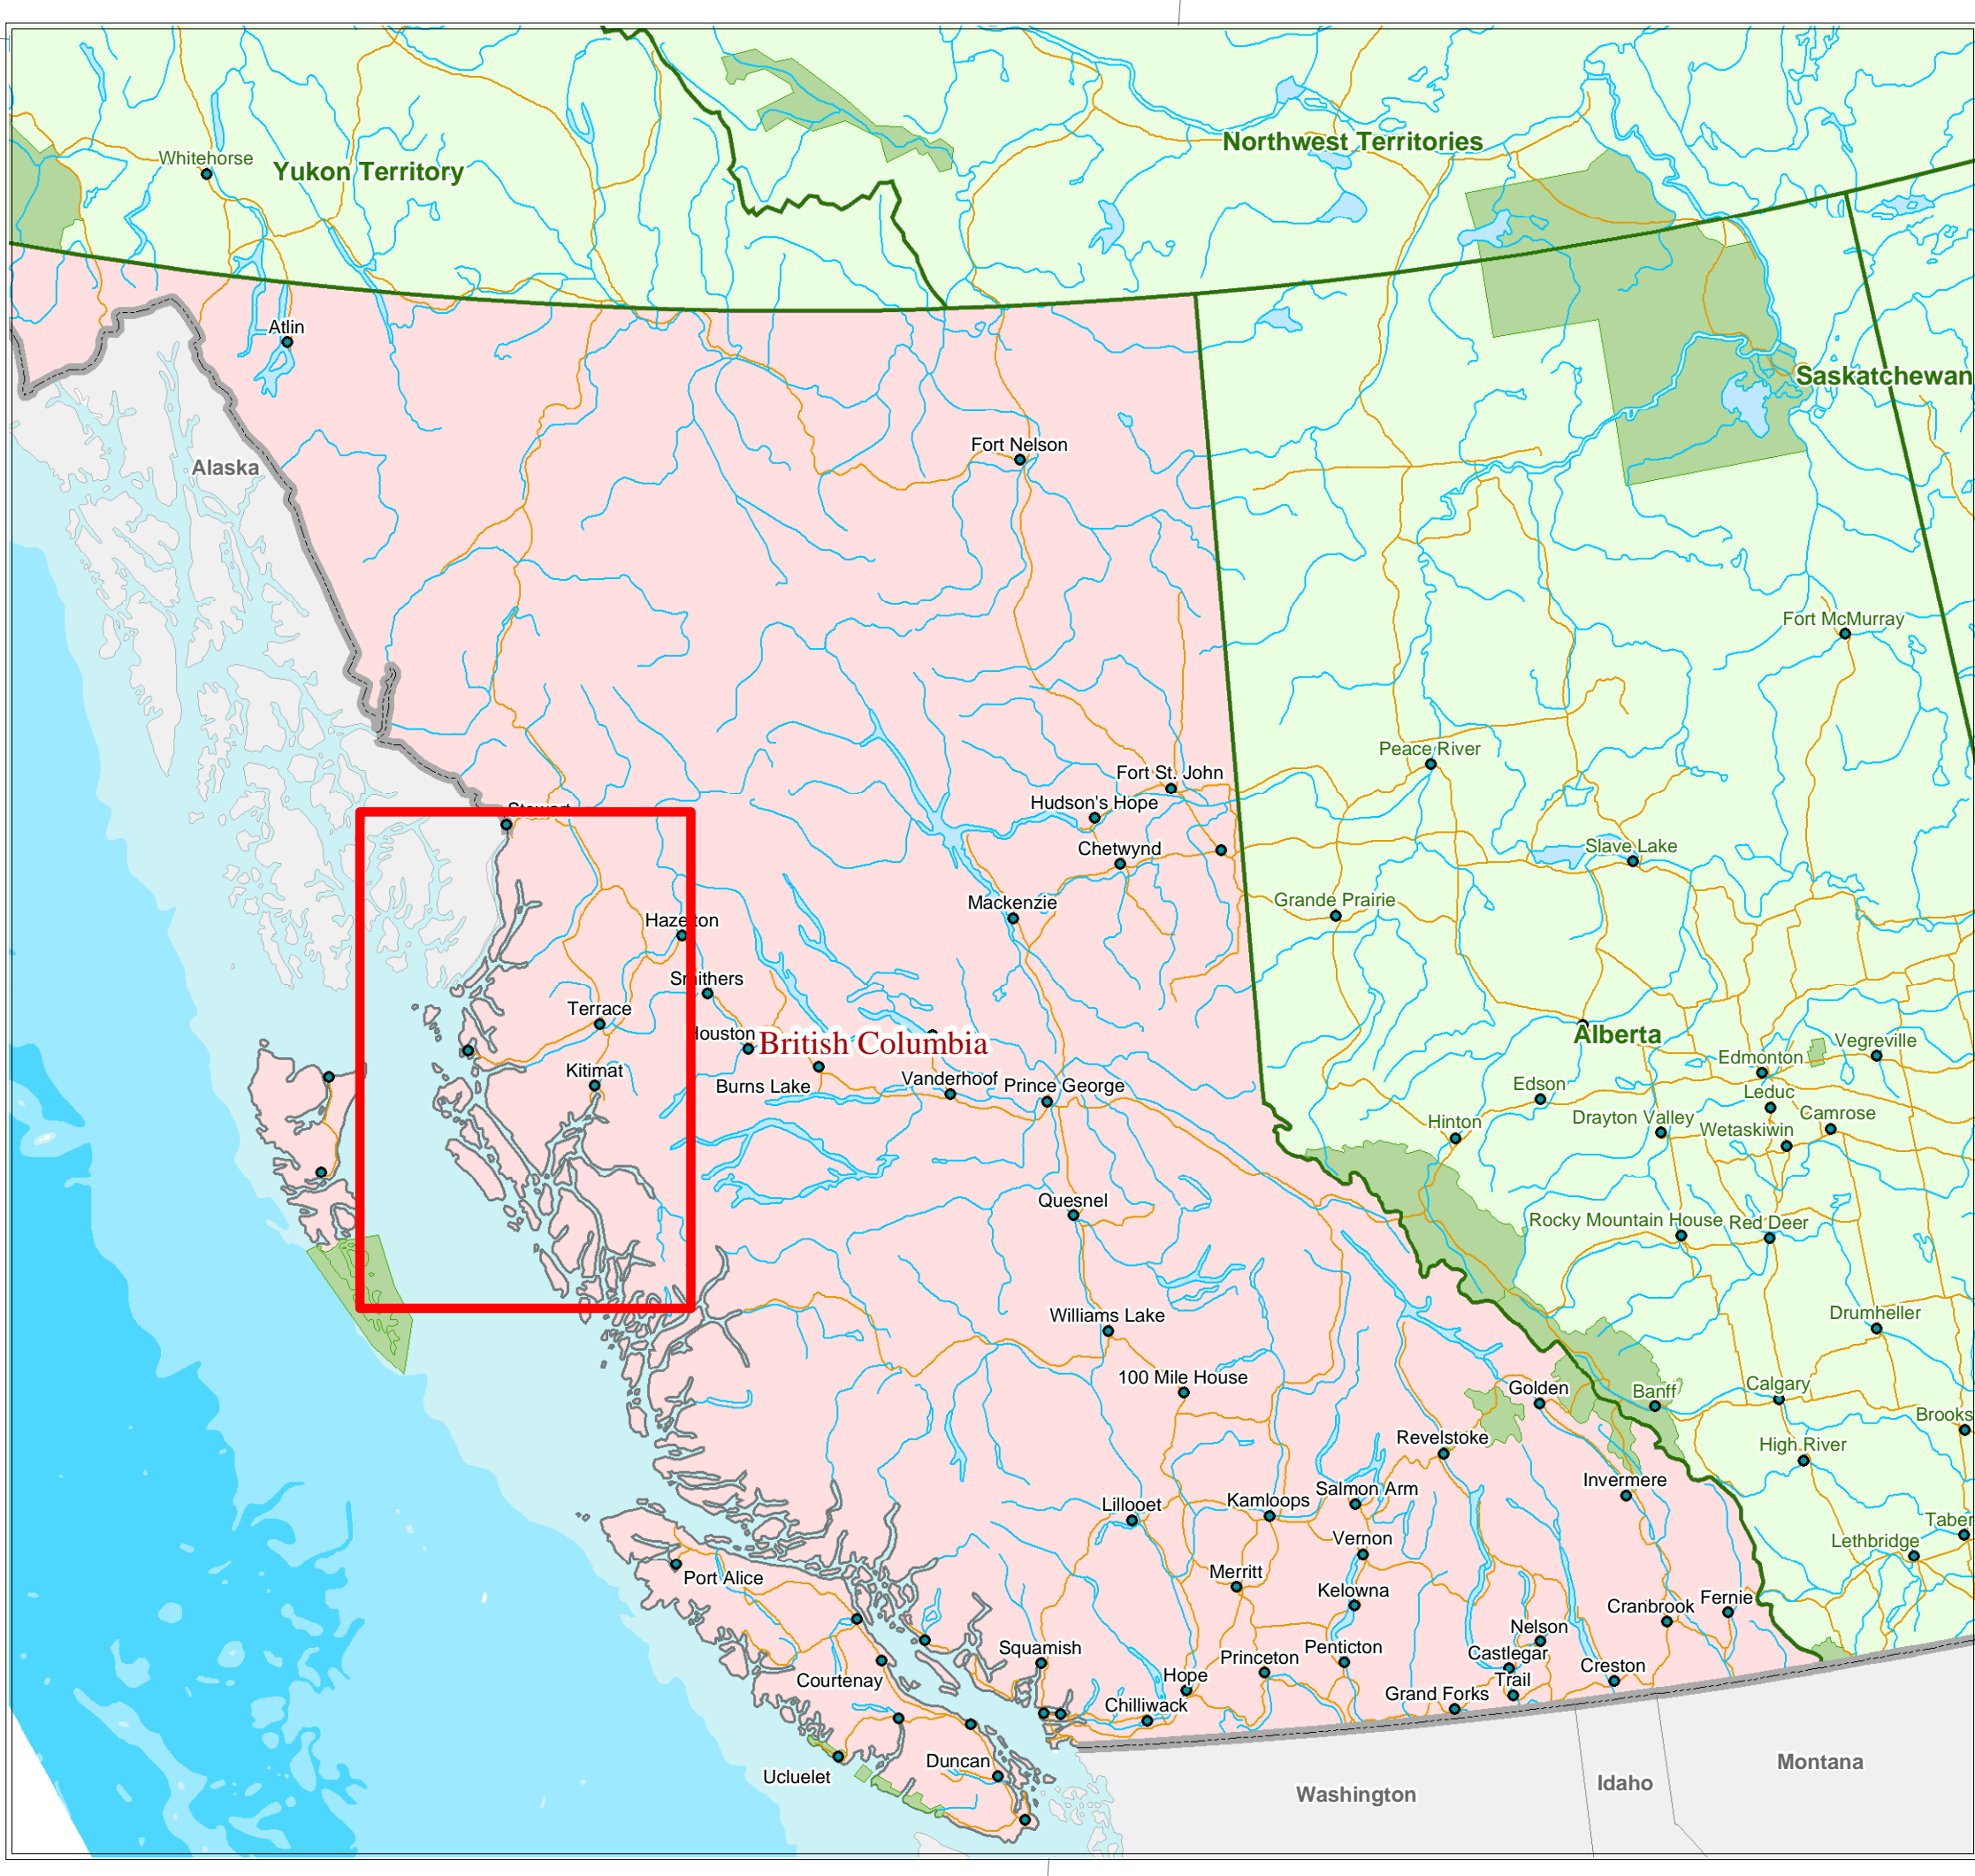 Northwest Territories
Whitehorse
Yukon Territory
Atlin
Saskatchewan
Fort Nelson
Alaska
Fort McMurray
Peace River
Fort St. John
Hudson's Hope
Stewart
Chetwynd
Slave Lake
Mackenzie
Grande Prairie
Hazelton
Smithers
Terrace
Houston
British Columbia
Alberta
Vegreville
Edmonton
Kitimat
Burns Lake
Vanderhoof
Prince George
Edson
Leduc
Hinton
Drayton Valley
Camrose
Wetaskiwin
Quesnel
Rocky Mountain House
Red Deer
Williams Lake
Drumheller
100 Mile House
Golden
Banff
Calgary
Brooks
Revelstoke
High River
Invermere
Salmon Arm
Lillooet
Kamloops
Taber
Vernon
Lethbridge
Port Alice
Merritt
Kelowna
Cranbrook
Fernie
Nelson
Squamish
Princeton
Penticton
Castlegar
Courtenay
Hope
Trail
Creston
Chilliwack
Grand Forks
Duncan
Ucluelet
Washington
Idaho
Montana